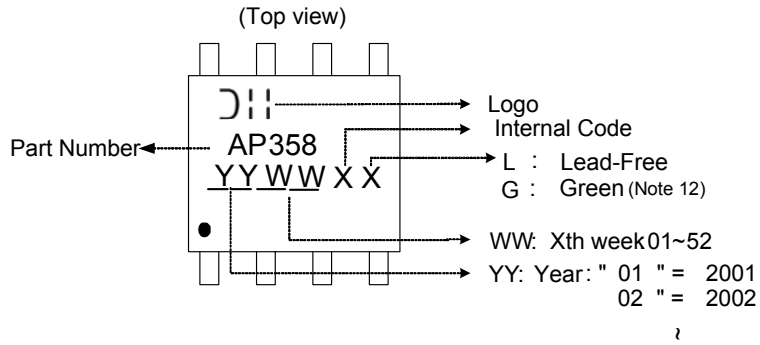 (Top view)
Logo
Internal Code
Part Number
AP358
YYWWXX
L : Lead-Free
G : Green (Note 12)
WW: Xth week 01~52
YY: Year: " 01 " = 2001
02 " = 2002
~